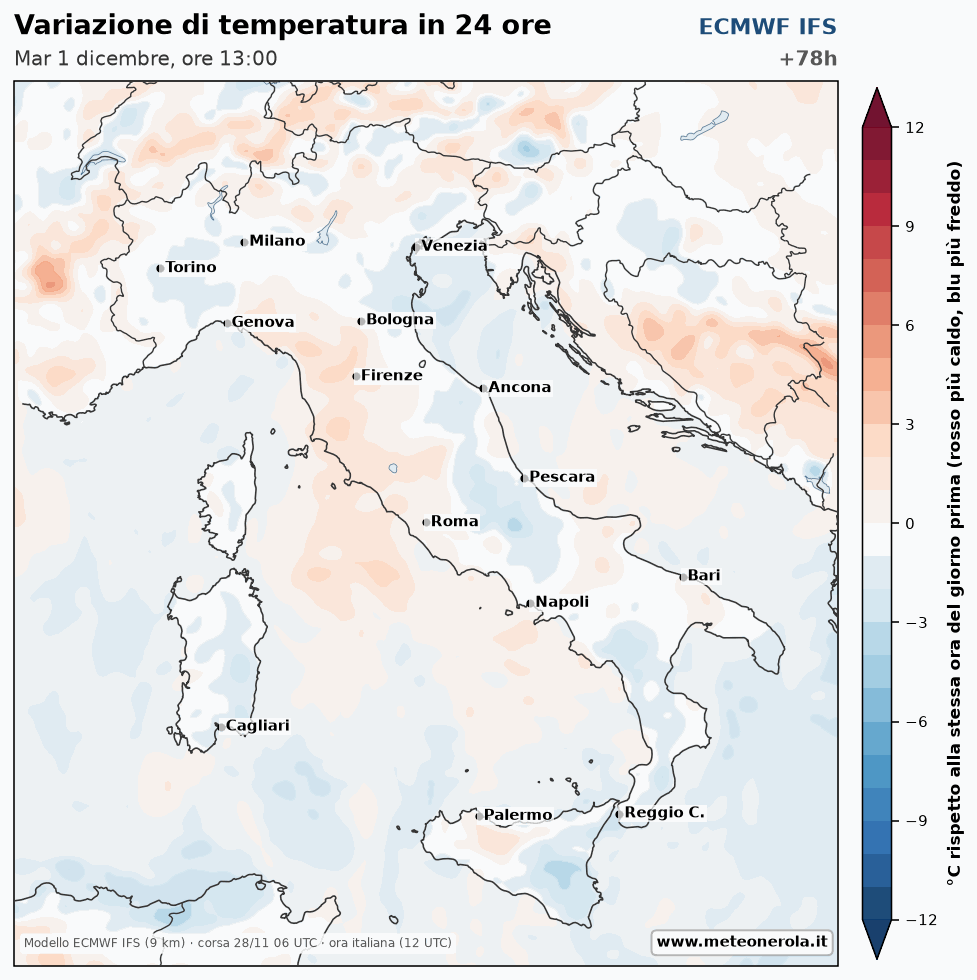 Variazione di temperatura in 24 ore
ECMWF IFS
Mar 1 dicembre, ore 13:00
+78h
Milano
Venezia
Torino
Genova
Bologna
Firenze
Ancona
Pescara
Roma
Bari
Napoli
Cagliari
Palermo
Reggio C.
Modello ECMWF IFS (9 km) · corsa 28/11 06 UTC · ora italiana (12 UTC)
www.meteonerola.it
12
9
6
3
0
−3
−6
−9
−12
°C rispetto alla stessa ora del giorno prima (rosso più caldo, blu più freddo)